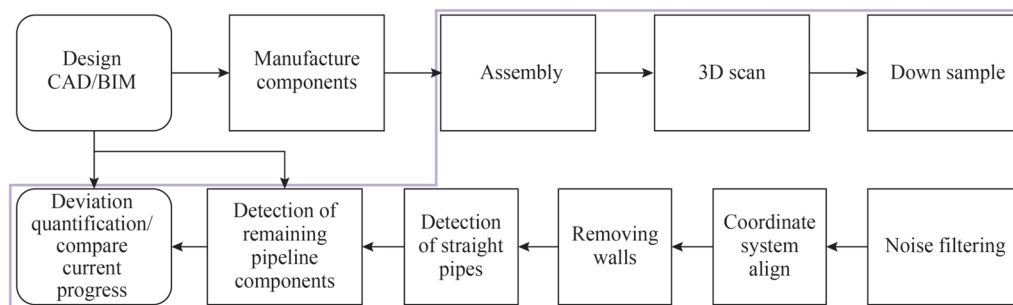 Design
CAD/BIM
Manufacture
components
Assembly
3D scan
Down sample
Deviation
quantification/
compare
current
progress
Detection of
remaining
pipeline
components
Detection
of straight
pipes
Removing
walls
Coordinate
system
align
Noise filtering